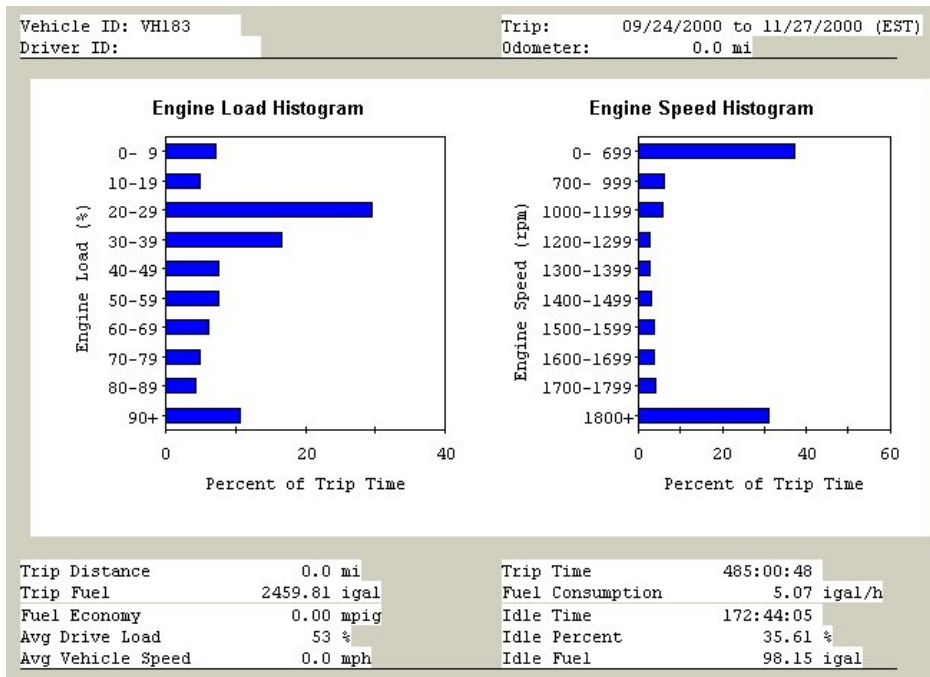 Vehicle ID: VH183
Driver ID:
Trip: 09/24/2000 to 11/27/2000 (EST)
Odometer: 0.0 mi
Engine Load Histogram
Engine Load (%)
0- 9
10-19
20-29
30-39
40-49
50-59
60-69
70-79
80-89
90+
0 20 40
Percent of Trip Time
Engine Speed Histogram
Engine Speed (rpm)
0- 699
700- 999
1000-1199
1200-1299
1300-1399
1400-1499
1500-1599
1600-1699
1700-1799
1800+
0 20 40 60
Percent of Trip Time
Trip Distance 0.0 mi
Trip Fuel 2459.81 igal
Fuel Economy 0.00 mpig
Avg Drive Load 53 %
Avg Vehicle Speed 0.0 mph
Trip Time 485:00:48
Fuel Consumption 5.07 igal/h
Idle Time 172:44:05
Idle Percent 35.61 %
Idle Fuel 98.15 igal